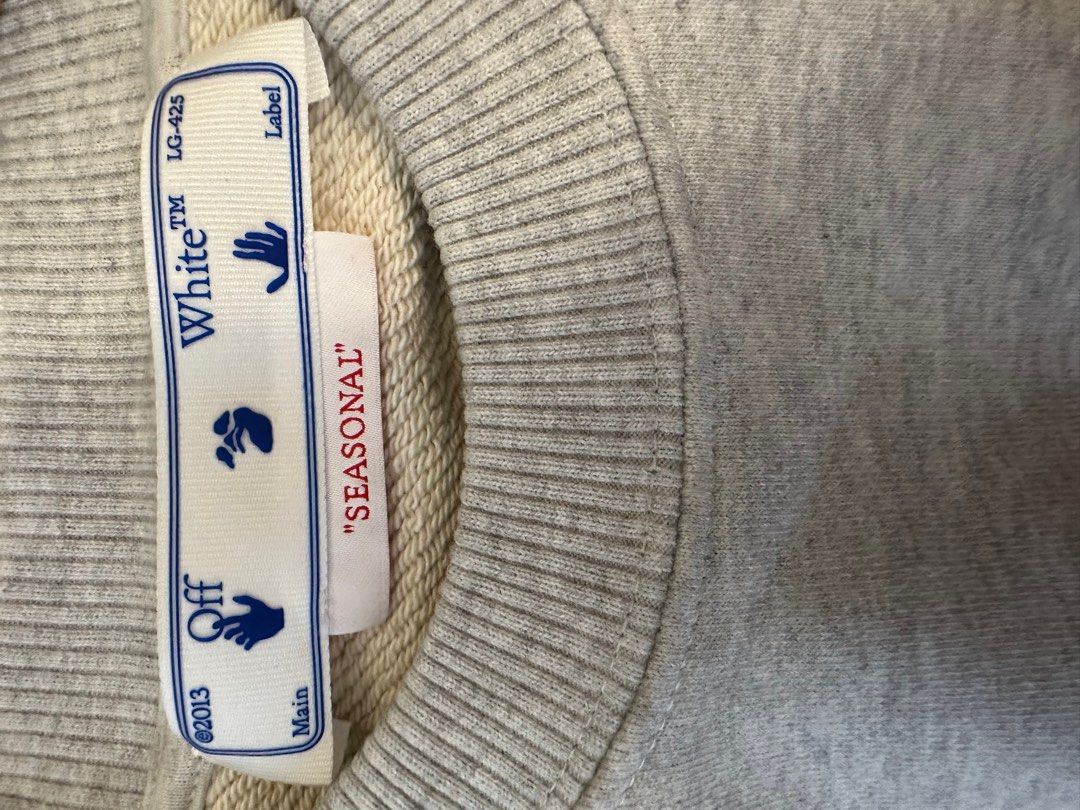 ©2013 Off White™ LG-425
Main Label
"SEASONAL"